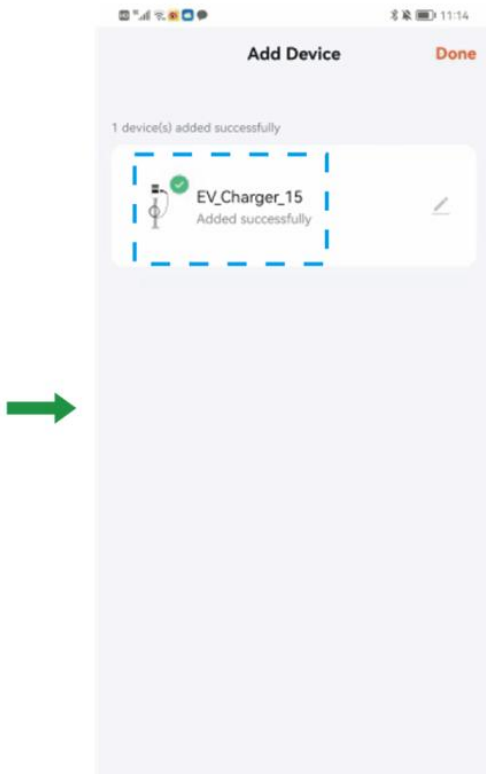 11:14
Add Device
Done
1 device(s) added successfully
EV_Charger_15
Added successfully